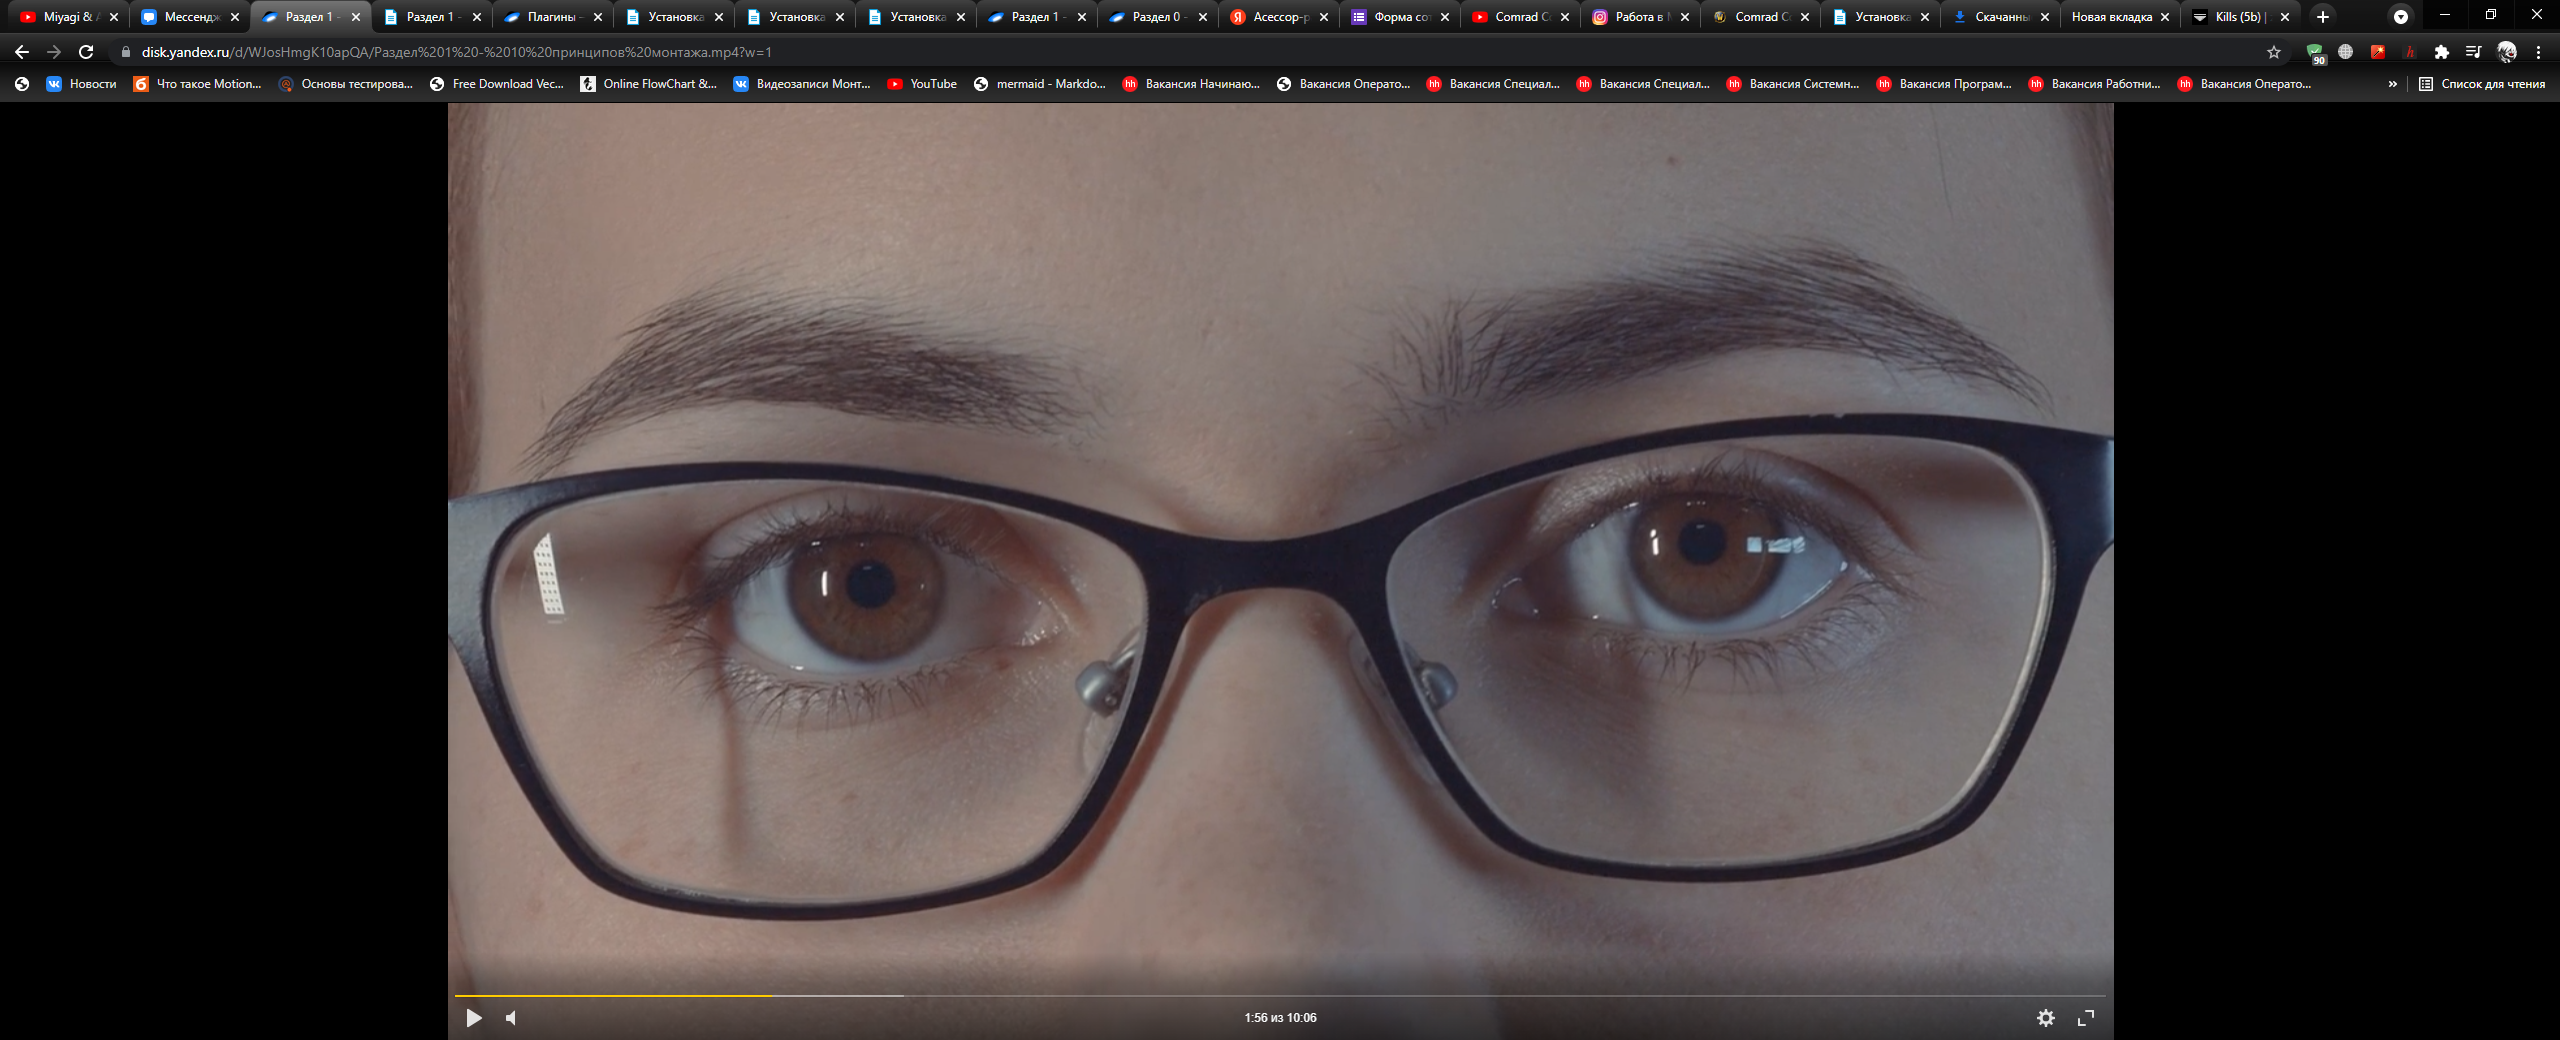 Miyagi & A
Мессендж
Раздел 1 -
Раздел 1 -
Плагины -
Установка
Установка
Установка
Раздел 1 -
Раздел 0 -
Асессор-р
Форма сот
Comrad Co
Работа в М
Comrad Co
Установка
Скачанны
Новая вкладка
Kills (5b) |
disk.yandex.ru/d/WJosHmgK10apQA/Раздел%201%20-%2010%20принципов%20монтажа.mp4?w=1
90
Новости
Что такое Motion...
Основы тестирова...
Free Download Vec...
Online FlowChart &...
Видеозаписи Монт...
YouTube
mermaid - Markdo...
Вакансия Начинаю...
Вакансия Операто...
Вакансия Специал...
Вакансия Специал...
Вакансия Системн...
Вакансия Програм...
Вакансия Работни...
Вакансия Операто...
»
Список для чтения
1:56 из 10:06